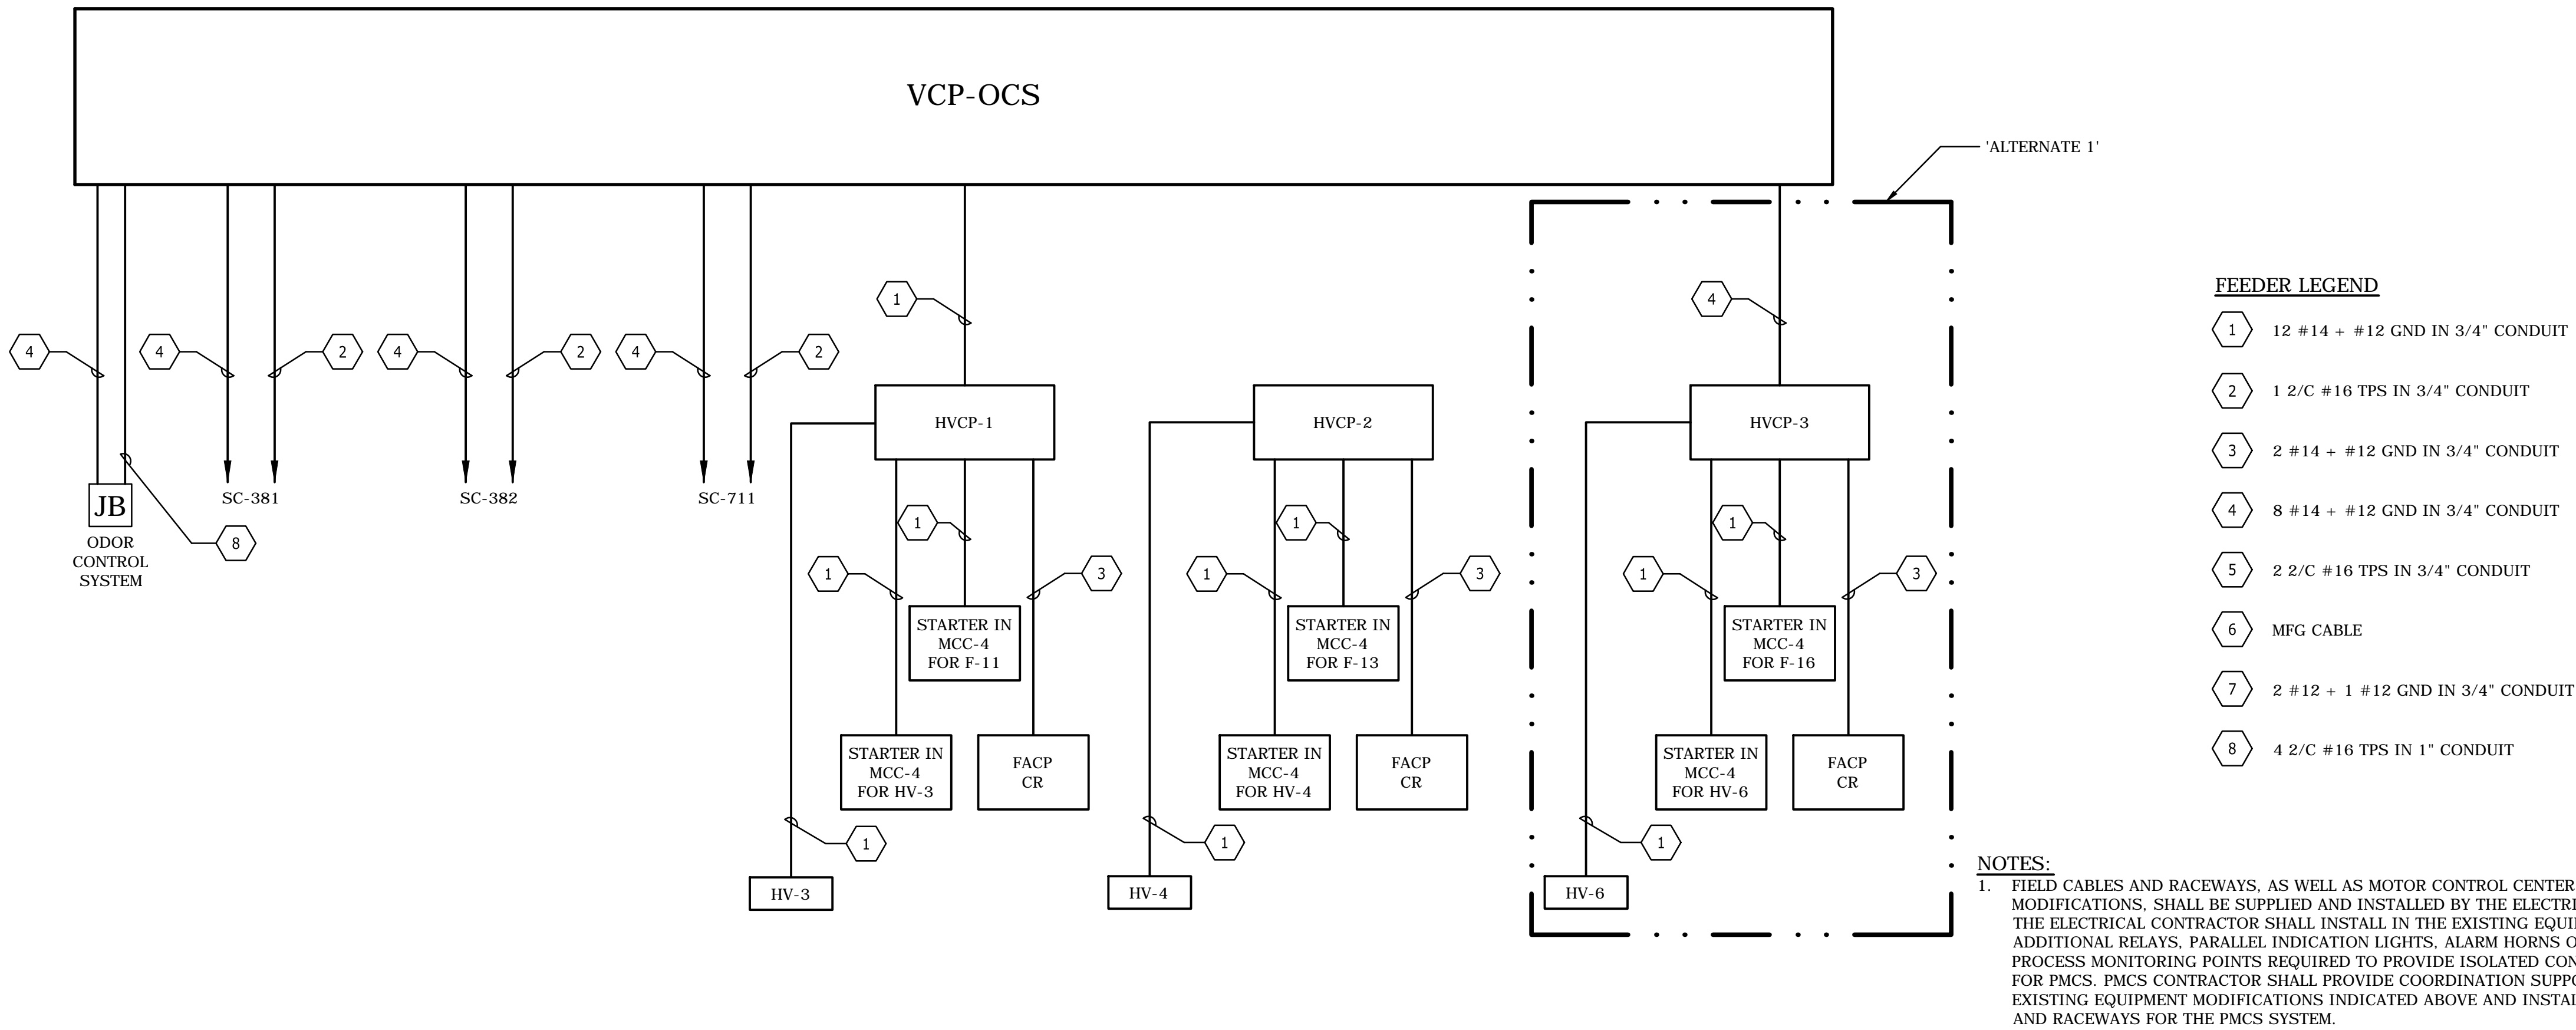 VCP-OCS
'ALTERNATE 1'
1
4
4
4
2
4
2
4
2
HVCP-1
HVCP-2
HVCP-3
JB
ODOR
CONTROL
SYSTEM
8
SC-381
SC-382
SC-711
1
1
1
1
3
1
3
1
3
STARTER IN
MCC-4
FOR F-11
STARTER IN
MCC-4
FOR F-13
STARTER IN
MCC-4
FOR F-16
STARTER IN
MCC-4
FOR HV-3
FACP
CR
STARTER IN
MCC-4
FOR HV-4
FACP
CR
STARTER IN
MCC-4
FOR HV-6
FACP
CR
1
1
1
HV-3
HV-4
HV-6
FEEDER LEGEND
1 12 #14 + #12 GND IN 3/4" CONDUIT
2 1 2/C #16 TPS IN 3/4" CONDUIT
3 2 #14 + #12 GND IN 3/4" CONDUIT
4 8 #14 + #12 GND IN 3/4" CONDUIT
5 2 2/C #16 TPS IN 3/4" CONDUIT
6 MFG CABLE
7 2 #12 + 1 #12 GND IN 3/4" CONDUIT
8 4 2/C #16 TPS IN 1" CONDUIT
NOTES:
1. FIELD CABLES AND RACEWAYS, AS WELL AS MOTOR CONTROL CENTER
MODIFICATIONS, SHALL BE SUPPLIED AND INSTALLED BY THE
THE ELECTRICAL CONTRACTOR SHALL INSTALL IN THE EXISTING
ADDITIONAL RELAYS, PARALLEL INDICATION LIGHTS, ALARM HORNS
PROCESS MONITORING POINTS REQUIRED TO PROVIDE ISOLATED
FOR PMCS. PMCS CONTRACTOR SHALL PROVIDE COORDINATION
EXISTING EQUIPMENT MODIFICATIONS INDICATED ABOVE AND
AND RACEWAYS FOR THE PMCS SYSTEM.